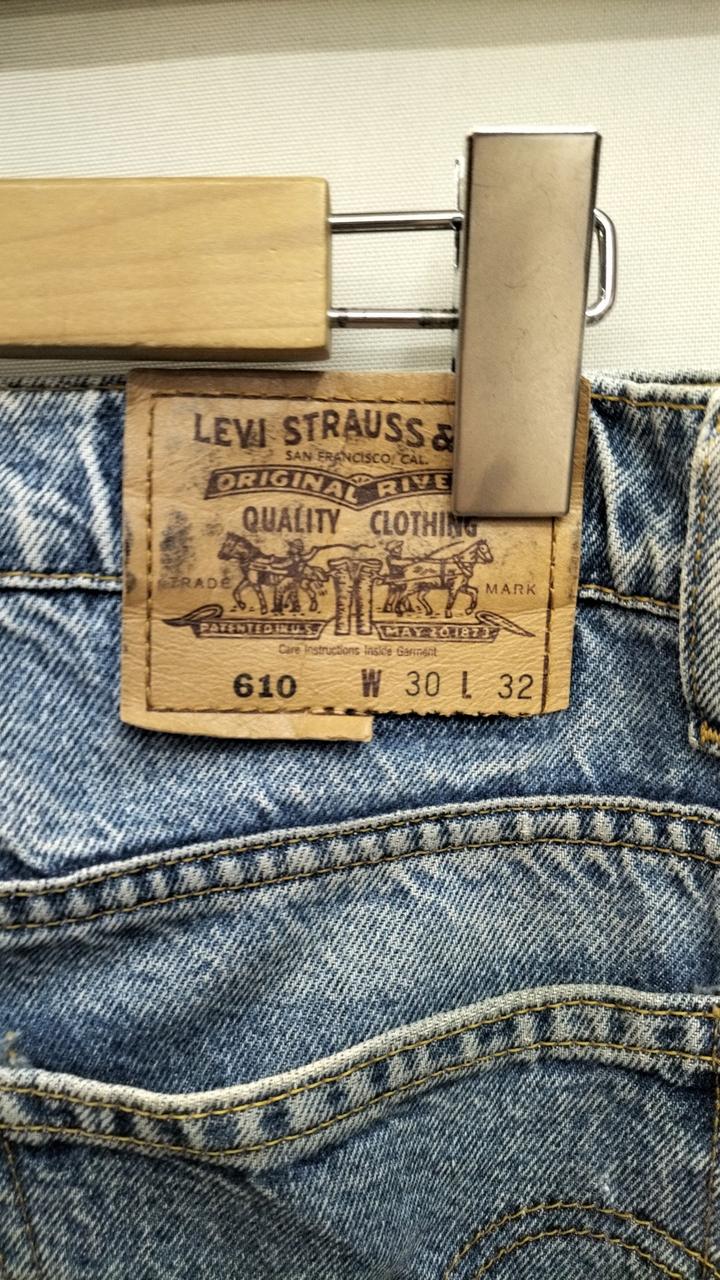 LEVI STRAUSS &
SAN FRANCISCO, CAL.
ORIGINAL RIVE
QUALITY CLOTHING
TRADE MARK
PATENTED IN U.S. MAY 20, 1873
Care Instructions Inside Garment
610 W 30 L 32